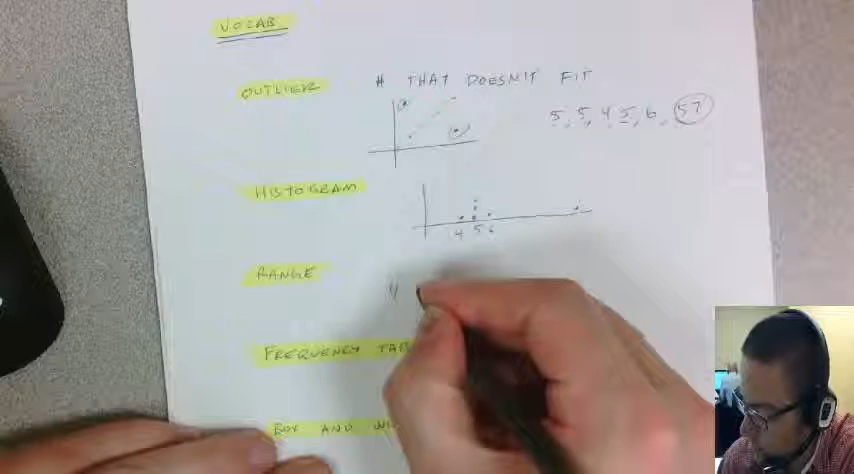 VOCAB
OUTLIER # THAT DOESN'T FIT
5, 5, 4, 5, 6, 57
HISTOGRAM
4 5 6
RANGE
FREQUENCY TAB
BOX AND